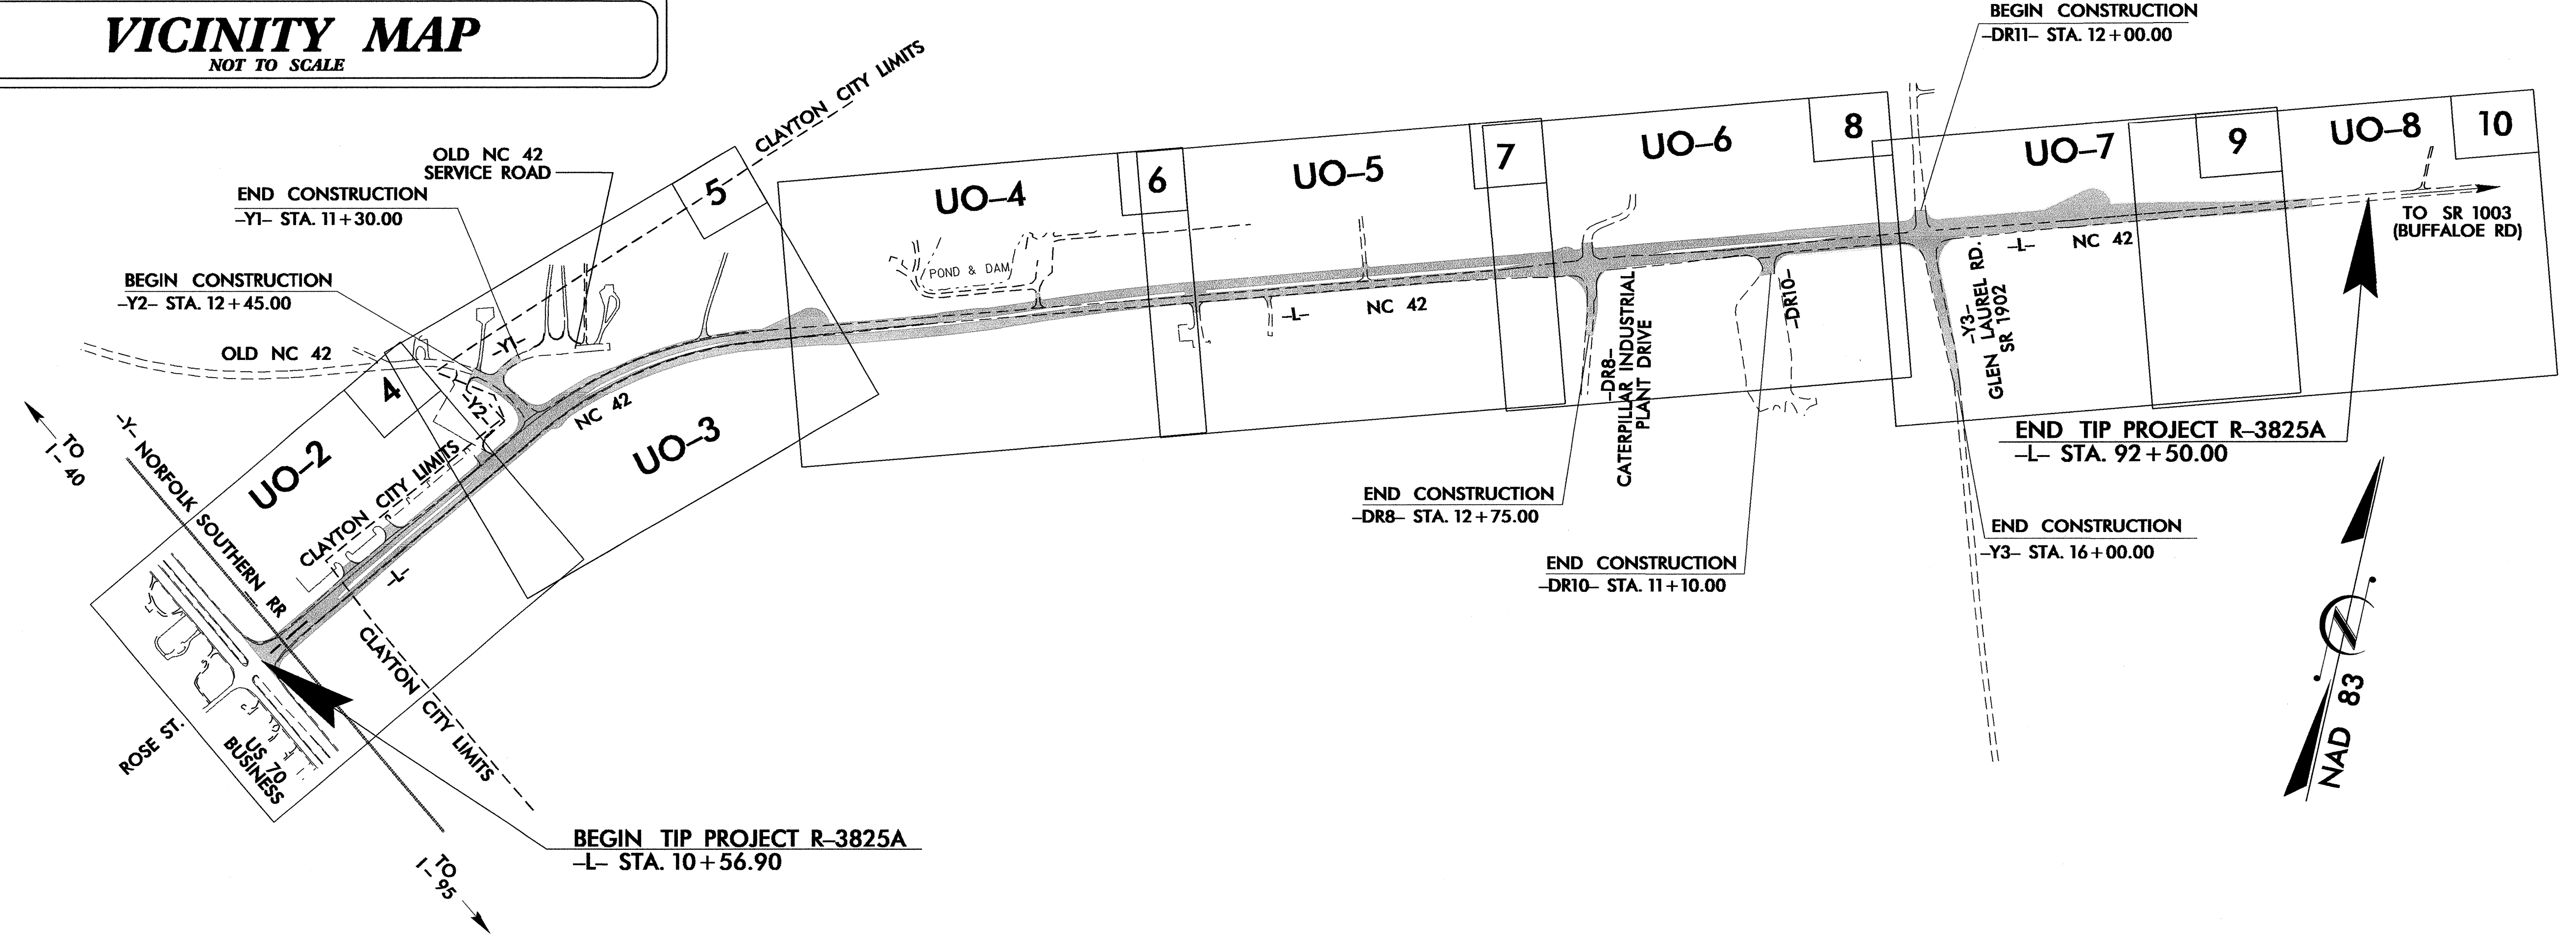 VICINITY MAP
NOT TO SCALE
BEGIN CONSTRUCTION
-DR11- STA. 12+00.00
CLAYTON CITY LIMITS
OLD NC 42
SERVICE ROAD
END CONSTRUCTION
-Y1- STA. 11+30.00
BEGIN CONSTRUCTION
-Y2- STA. 12+45.00
OLD NC 42
-Y1-
-Y2-
4
5
6
7
8
9
10
UO-2
UO-3
UO-4
UO-5
UO-6
UO-7
UO-8
POND & DAM
NC 42
-L-
NC 42
-L-
NC 42
TO SR 1003
(BUFFALOE RD)
-DR8-
CATERPILLAR INDUSTRIAL
PLANT DRIVE
-DR10-
-Y3-
GLEN LAUREL RD.
SR 1902
END TIP PROJECT R-3825A
-L- STA. 92+50.00
END CONSTRUCTION
-DR8- STA. 12+75.00
END CONSTRUCTION
-DR10- STA. 11+10.00
END CONSTRUCTION
-Y3- STA. 16+00.00
TO
I-40
-Y- NORFOLK SOUTHERN RR
CLAYTON CITY LIMITS
-L-
CLAYTON CITY LIMITS
ROSE ST.
US 70
BUSINESS
BEGIN TIP PROJECT R-3825A
-L- STA. 10+56.90
TO
I-95
NAD 83